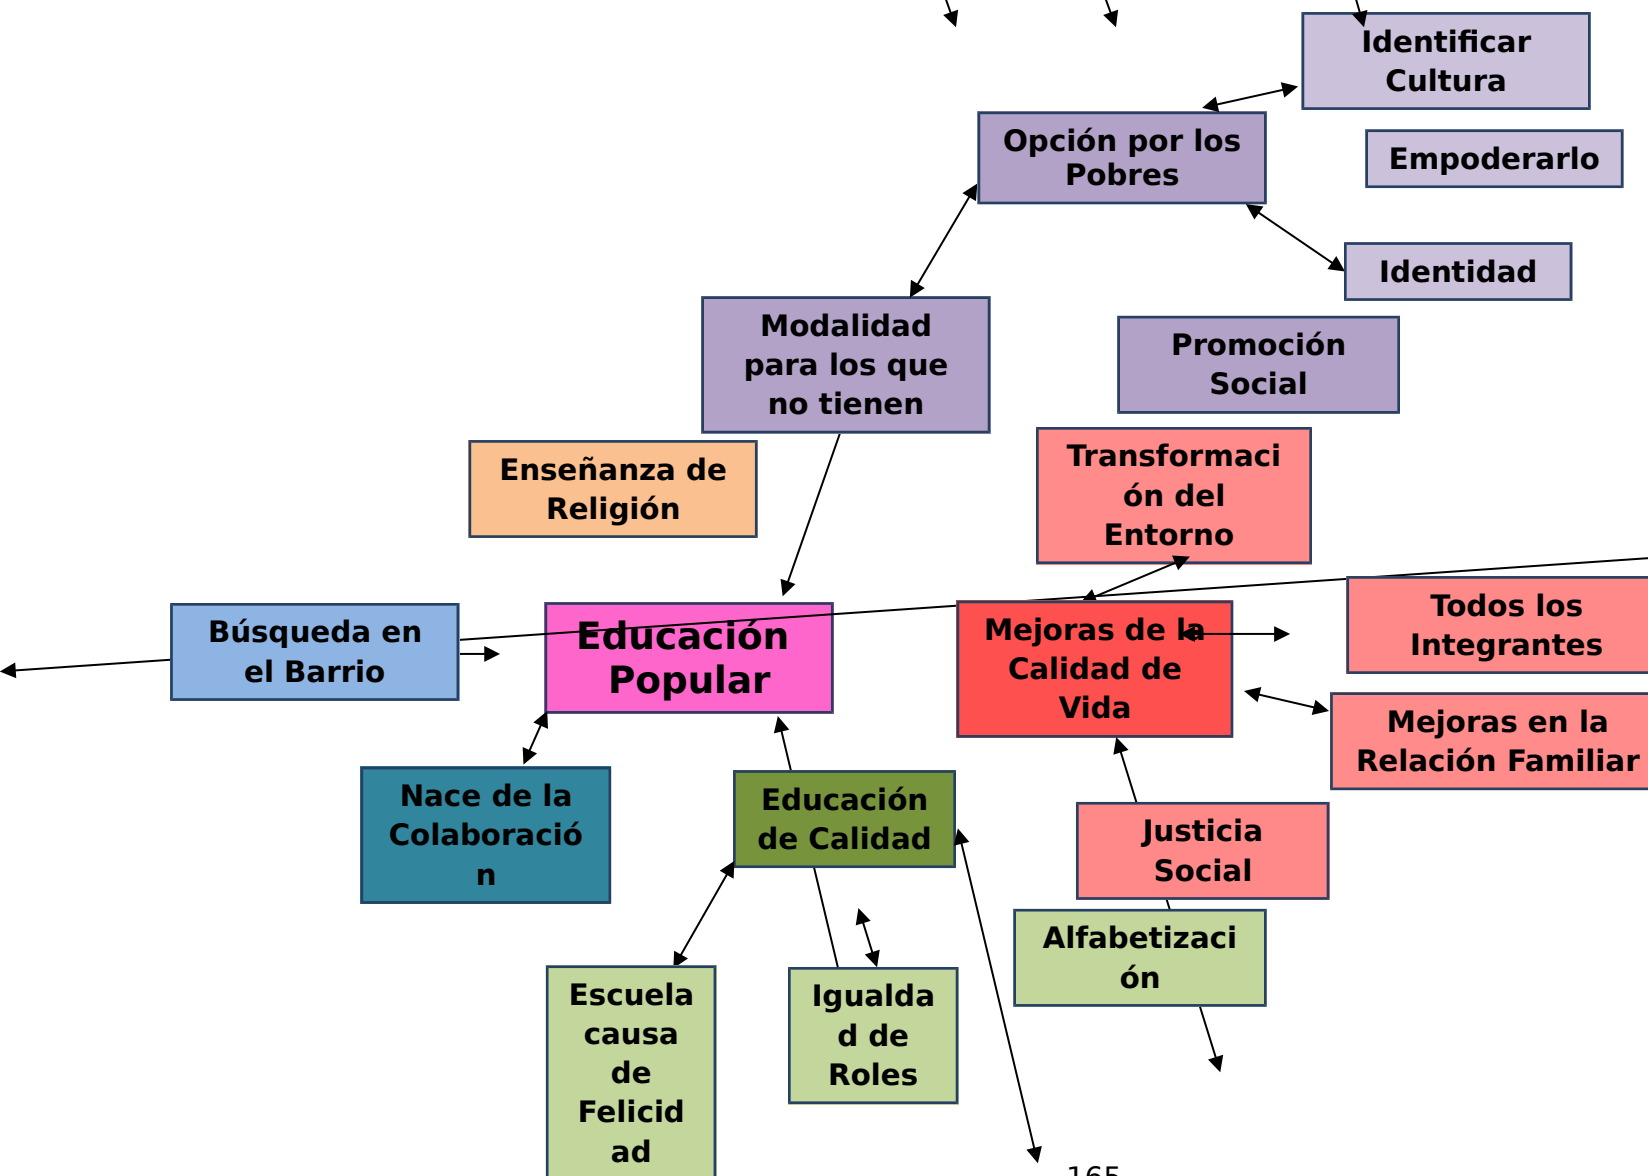 Identificar
Cultura
Opción por los
Pobres
Empoderarlo
Identidad
Modalidad
para los que
no tienen
Promoción
Social
Enseñanza de
Religión
Transformaci
ón del
Entorno
Búsqueda en
el Barrio
Educación
Popular
Mejoras de la
Calidad de
Vida
Todos los
Integrantes
Mejoras en la
Relación Familiar
Nace de la
Colaboració
n
Educación
de Calidad
Justicia
Social
Alfabetizaci
ón
Escuela
causa
de
Felicid
ad
Igualda
d de
Roles
165